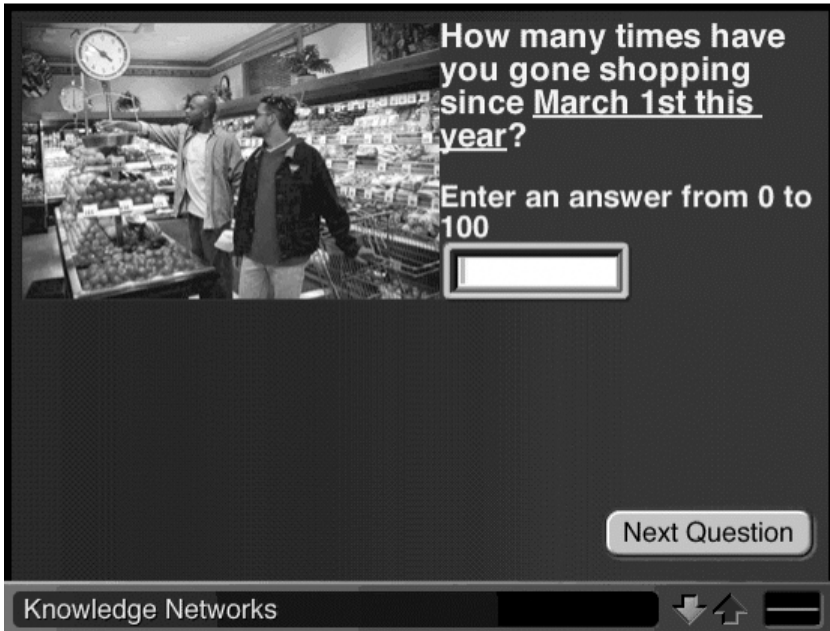 How many times have
you gone shopping
since March 1st this
year?
Enter an answer from 0 to
100
Next Question
Knowledge Networks